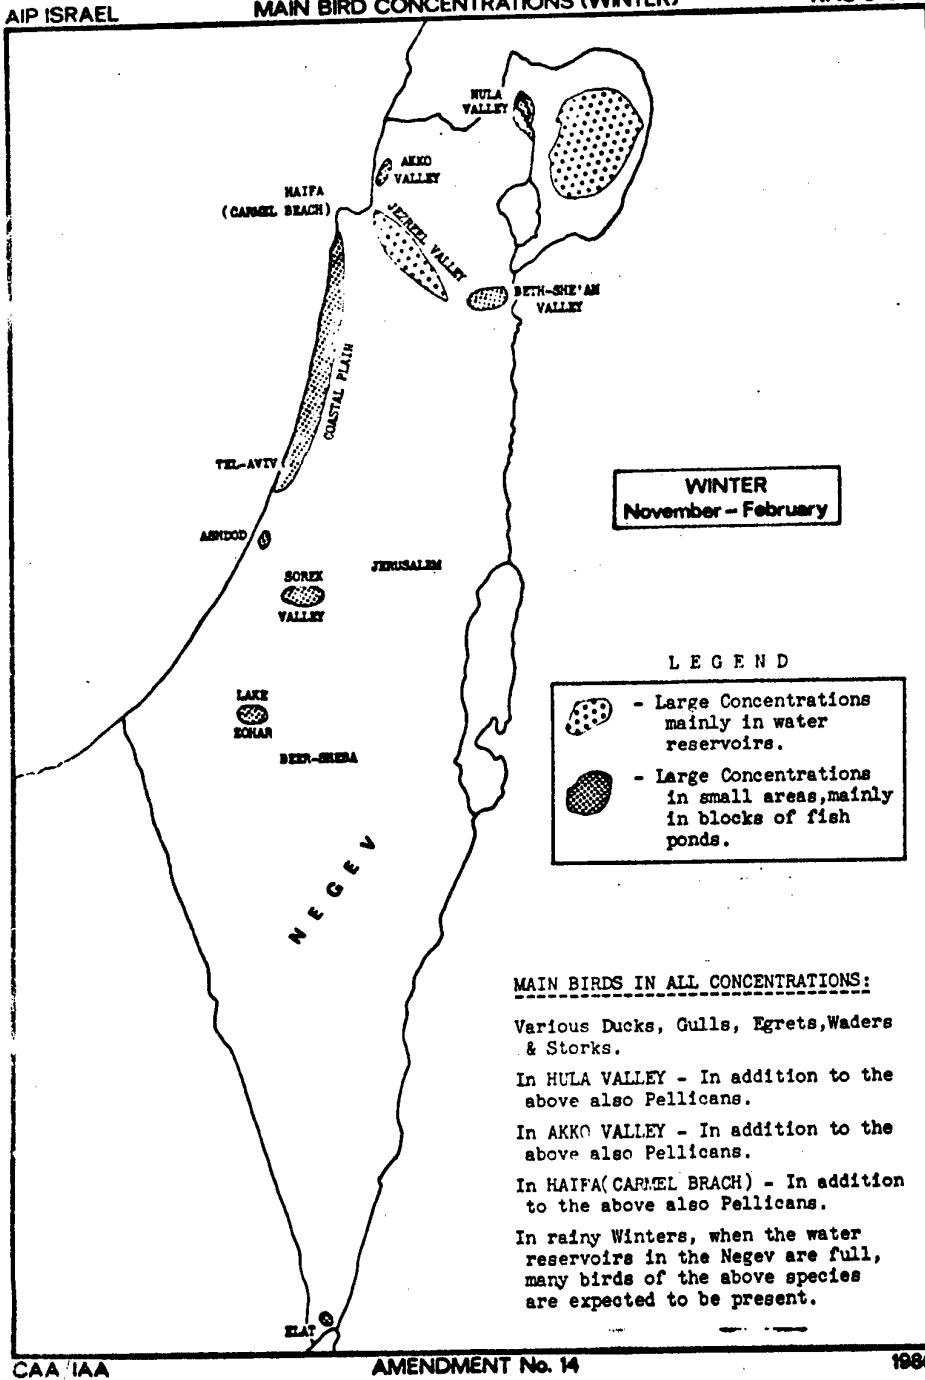 AIP ISRAEL
MAIN BIRD CONCENTRATIONS (WINTER)
HULA
VALLEY
AKKO
VALLEY
HAIFA
(CARMEL BEACH)
JEZREEL VALLEY
BETH-SHE'AN
VALLEY
COASTAL PLAIN
TEL-AVIV
WINTER
November - February
ASHDOD
JERUSALEM
SOREK
VALLEY
LEGEND
LAKE
ZOHAR
- Large Concentrations
mainly in water
reservoirs.
BEER-SHEBA
- Large Concentrations
in small areas,mainly
in blocks of fish
ponds.
NEGEV
MAIN BIRDS IN ALL CONCENTRATIONS:
Various Ducks, Gulls, Egrets,Waders
& Storks.
In HULA VALLEY - In addition to the
above also Pellicans.
In AKKO VALLEY - In addition to the
above also Pellicans.
In HAIFA(CARMEL BRACH) - In addition
to the above also Pellicans.
In rainy Winters, when the water
reservoirs in the Negev are full,
many birds of the above species
are expected to be present.
ELAT
CAA/IAA
AMENDMENT No. 14